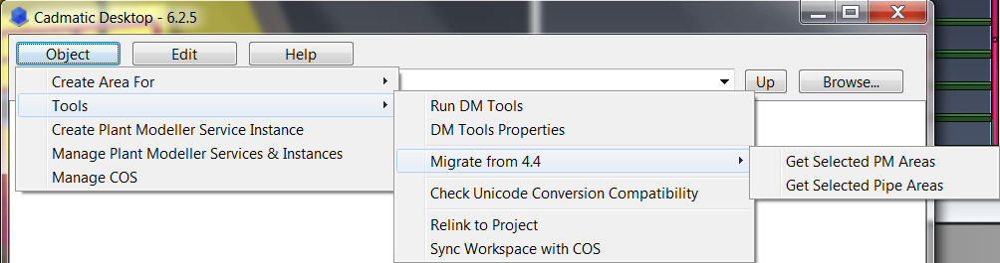 Cadmatic Desktop - 6.2.5
Object Edit Help
Up Browse...
Create Area For
Tools
Create Plant Modeller Service Instance
Manage Plant Modeller Services & Instances
Manage COS
Run DM Tools
DM Tools Properties
Migrate from 4.4
Check Unicode Conversion Compatibility
Relink to Project
Sync Workspace with COS
Get Selected PM Areas
Get Selected Pipe Areas